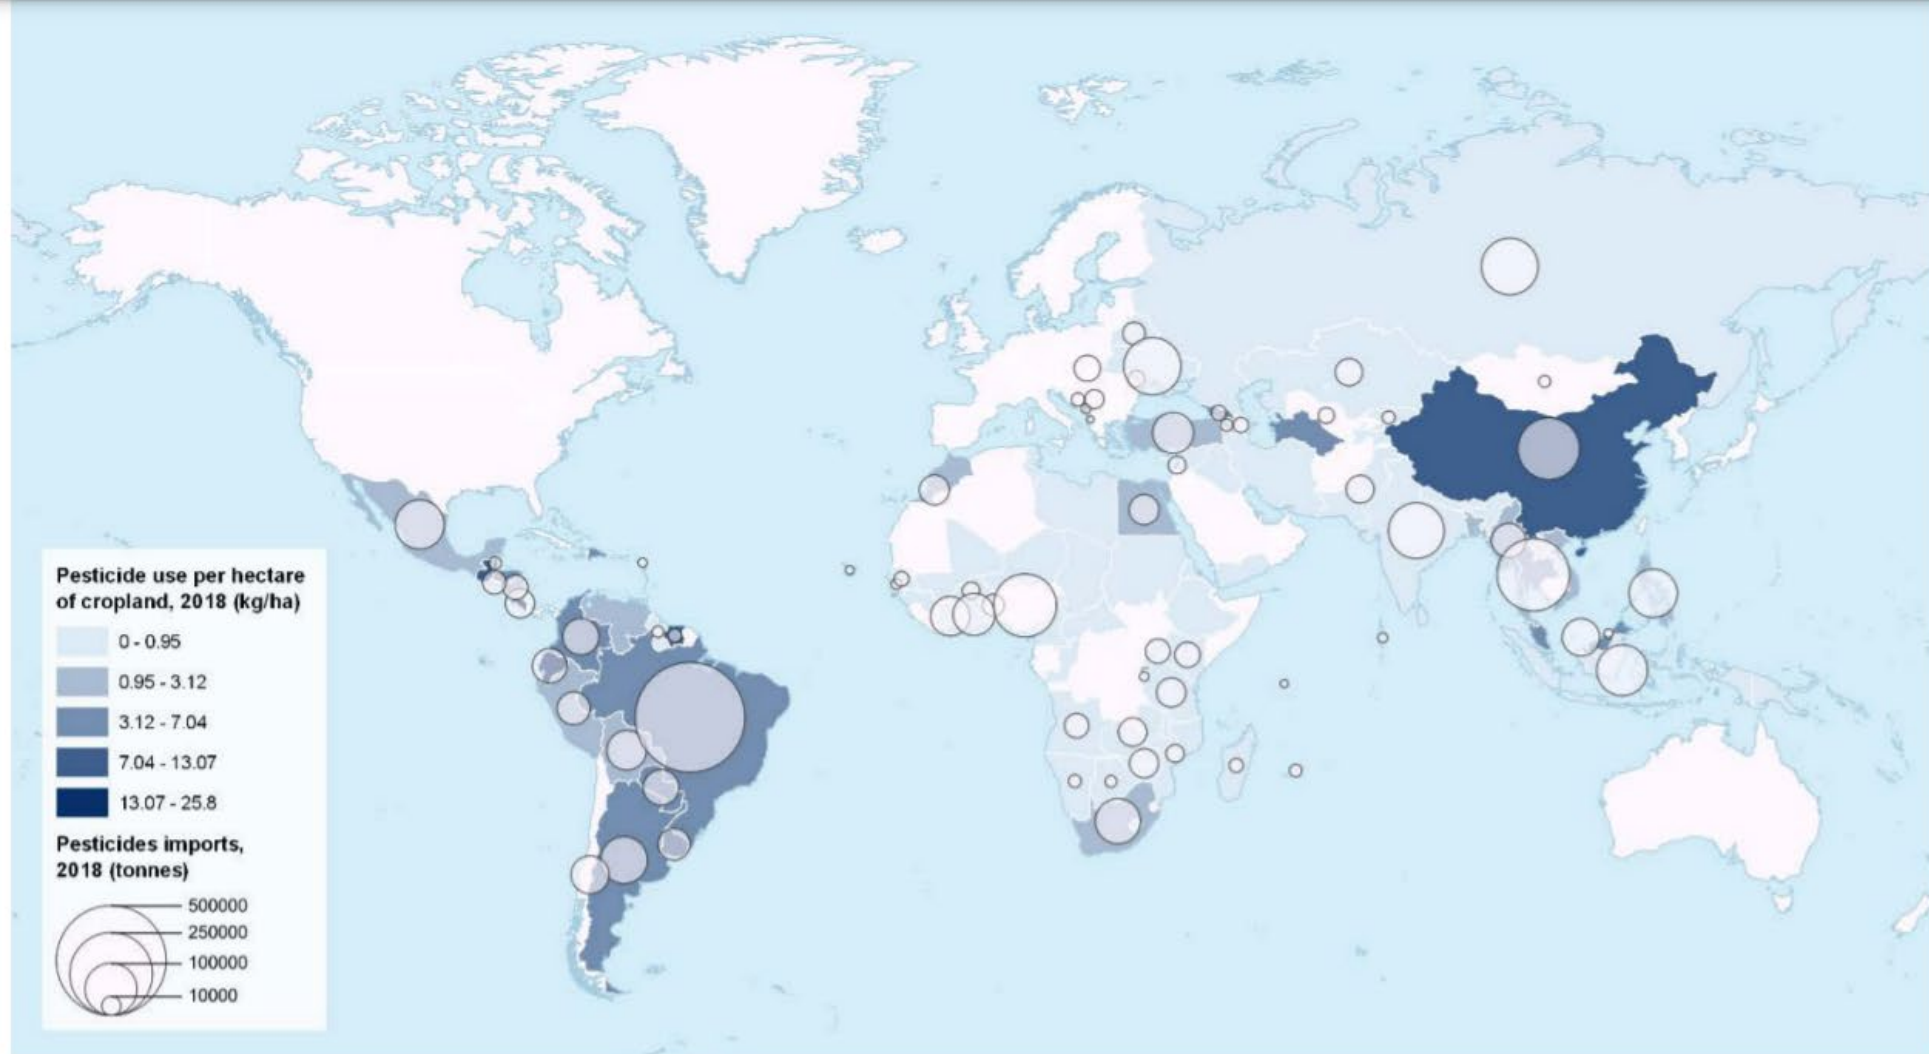 Pesticide use per hectare
of cropland, 2018 (kg/ha)
0 - 0.95
0.95 - 3.12
3.12 - 7.04
7.04 - 13.07
13.07 - 25.8
Pesticides imports,
2018 (tonnes)
500000
250000
100000
10000